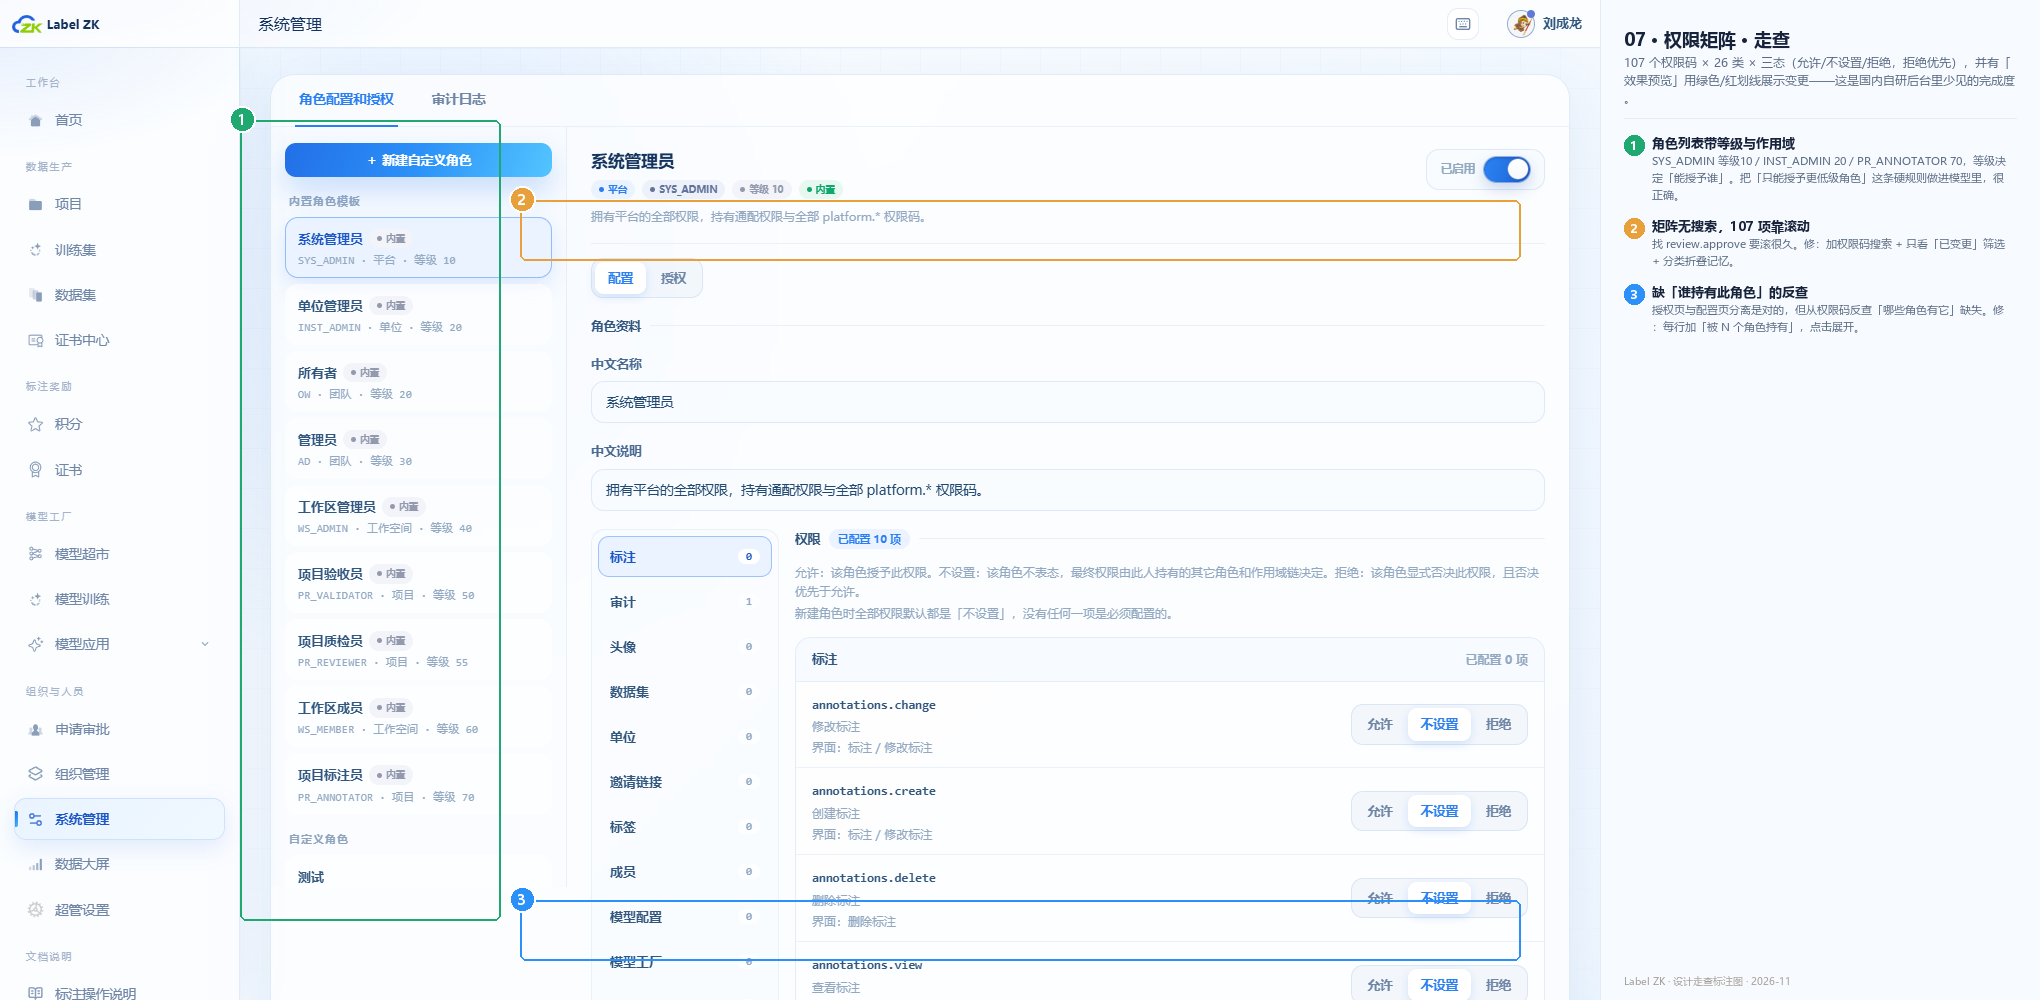 Label ZK
工作台
首页
数据生产
项目
训练集
数据集
证书中心
标注奖励
积分
证书
模型工厂
模型超市
模型训练
模型应用
组织与人员
申请审批
组织管理
系统管理
数据大屏
超管设置
文档说明
标注操作说明
系统管理
刘成龙
角色配置和授权
审计日志
1
+ 新建自定义角色
内置角色模板
系统管理员 内置
SYS_ADMIN · 平台 · 等级 10
单位管理员 内置
INST_ADMIN · 单位 · 等级 20
所有者 内置
OW · 团队 · 等级 20
管理员 内置
AD · 团队 · 等级 30
工作区管理员 内置
WS_ADMIN · 工作空间 · 等级 40
项目验收员 内置
PR_VALIDATOR · 项目 · 等级 50
项目质检员 内置
PR_REVIEWER · 项目 · 等级 55
工作区成员 内置
WS_MEMBER · 工作空间 · 等级 60
项目标注员 内置
PR_ANNOTATOR · 项目 · 等级 70
自定义角色
测试
系统管理员
平台 SYS_ADMIN 等级 10 内置
已启用
2
拥有平台的全部权限，持有通配权限与全部 platform.* 权限码。
配置 授权
角色资料
中文名称
系统管理员
中文说明
拥有平台的全部权限，持有通配权限与全部 platform.* 权限码。
标注 0
审计 1
头像 0
数据集 0
单位 0
邀请链接 0
标签 0
成员 0
模型配置 0
模型工厂 0
权限 已配置 10 项
允许：该角色授予此权限。不设置：该角色不表态，最终权限由此人持有的其它角色和作用域链决定。拒绝：该角色显式否决此权限，且否决
优先于允许。
新建角色时全部权限默认都是「不设置」，没有任何一项是必须配置的。
标注 已配置 0 项
annotations.change
修改标注
界面：标注 / 修改标注
允许 不设置 拒绝
annotations.create
创建标注
界面：标注 / 修改标注
允许 不设置 拒绝
annotations.delete
删除标注
界面：删除标注
允许 不设置 拒绝
3
annotations.view
查看标注
允许 不设置 拒绝
07 · 权限矩阵 · 走查
107 个权限码 × 26 类 × 三态（允许/不设置/拒绝，拒绝优先），并有「
效果预览」用绿色/红划线展示变更——这是国内自研后台里少见的完成度
。
1 角色列表带等级与作用域
SYS_ADMIN 等级10 / INST_ADMIN 20 / PR_ANNOTATOR 70，等级决
定「能授予谁」。把「只能授予更低级角色」这条硬规则做进模型里，很
正确。
2 矩阵无搜索，107 项靠滚动
找 review.approve 要滚很久。修：加权限码搜索 + 只看「已变更」筛选
+ 分类折叠记忆。
3 缺「谁持有此角色」的反查
授权页与配置页分离是对的，但从权限码反查「哪些角色有它」缺失。修
：每行加「被 N 个角色持有」，点击展开。
Label ZK · 设计走查标注图 · 2026-11